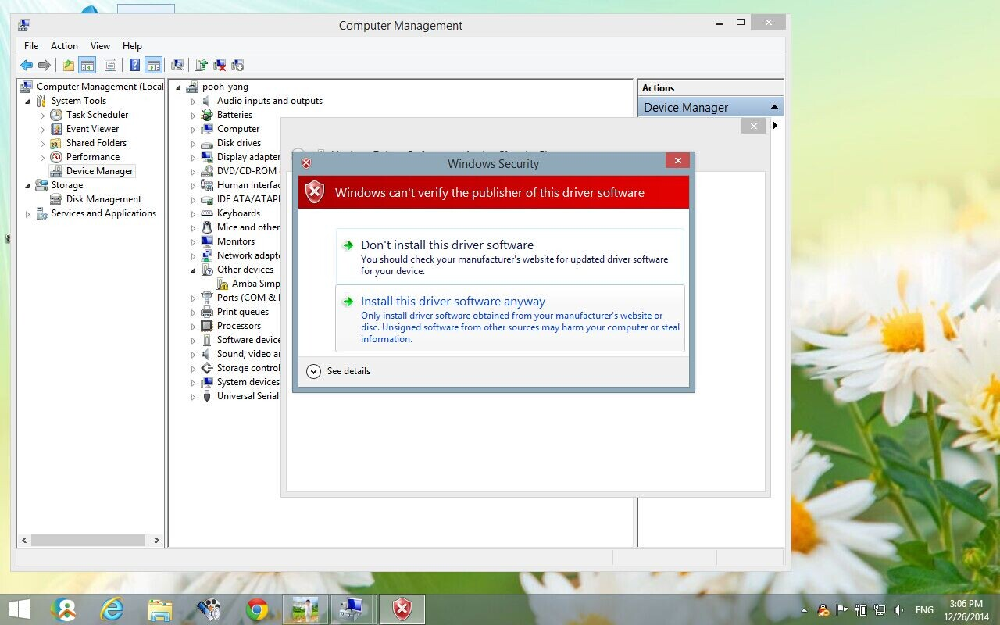 Computer Management
File Action View Help
Computer Management (Local
System Tools
Task Scheduler
Event Viewer
Shared Folders
Performance
Device Manager
Storage
Disk Management
Services and Applications
pooh-yang
Audio inputs and outputs
Batteries
Computer
Disk drives
Display adapter
DVD/CD-ROM
Human Interfac
IDE ATA/ATAPI
Keyboards
Mice and other
Monitors
Network adapte
Other devices
Amba Simp
Ports (COM & L
Print queues
Processors
Software device
Sound, video ar
Storage control
System devices
Universal Serial
Actions
Device Manager
Windows Security
Windows can't verify the publisher of this driver software
Don't install this driver software
You should check your manufacturer's website for updated driver software
for your device.
Install this driver software anyway
Only install driver software obtained from your manufacturer's website or
disc. Unsigned software from other sources may harm your computer or steal
information.
See details
ENG
3:06 PM
12/26/2014